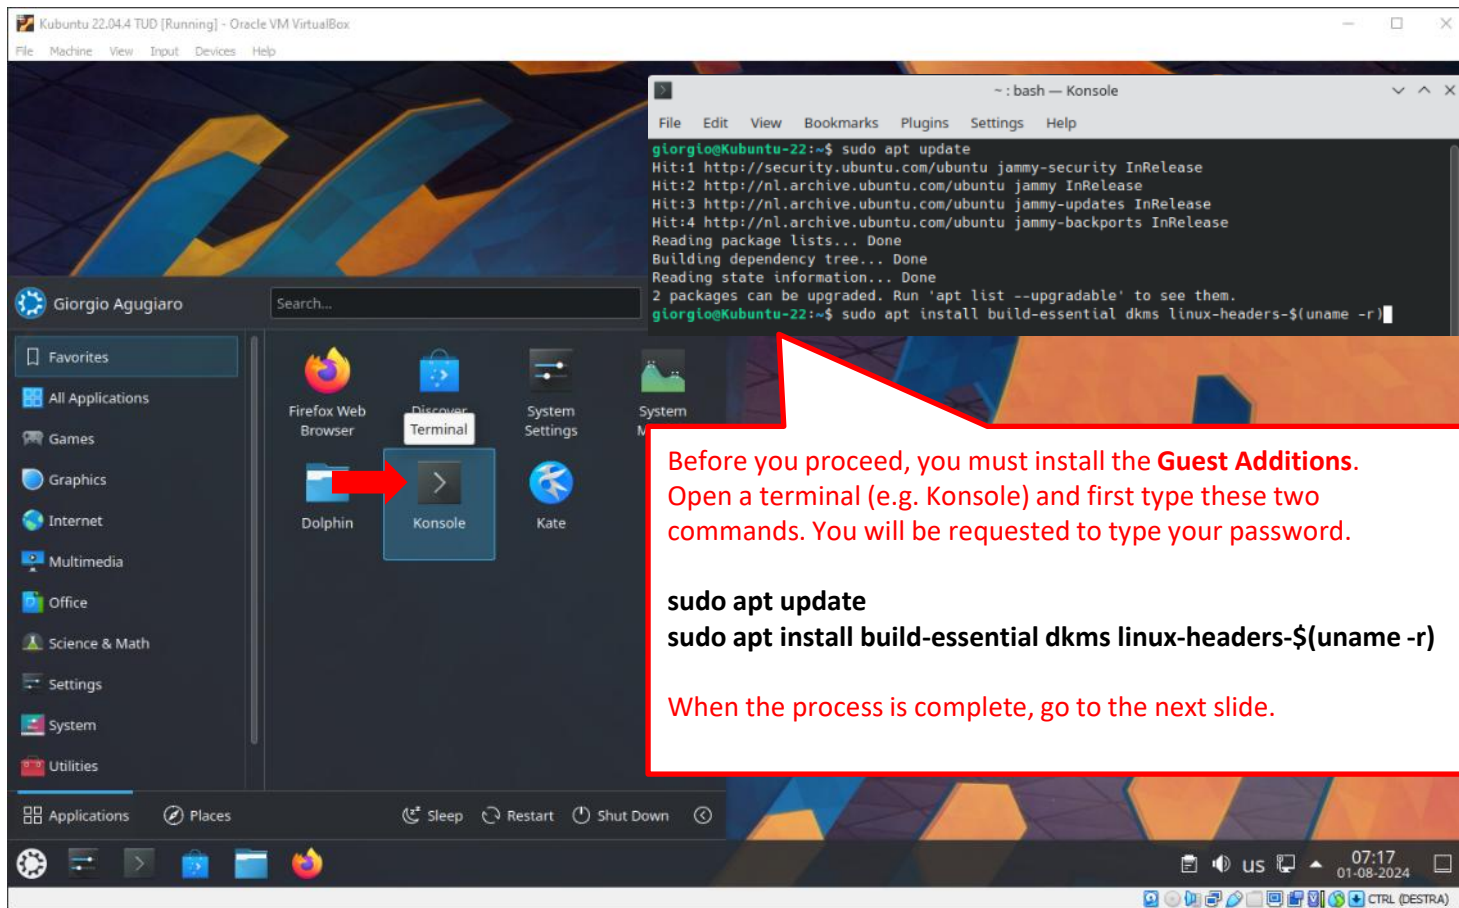 Kubuntu 22.04.4 TUD [Running] - Oracle VM VirtualBox
File Machine View Input Devices Help
~ : bash — Konsole
File Edit View Bookmarks Plugins Settings Help
giorgio@Kubuntu-22:~$ sudo apt update
Hit:1 http://security.ubuntu.com/ubuntu jammy-security InRelease
Hit:2 http://nl.archive.ubuntu.com/ubuntu jammy InRelease
Hit:3 http://nl.archive.ubuntu.com/ubuntu jammy-updates InRelease
Hit:4 http://nl.archive.ubuntu.com/ubuntu jammy-backports InRelease
Reading package lists... Done
Building dependency tree... Done
Reading state information... Done
2 packages can be upgraded. Run 'apt list --upgradable' to see them.
giorgio@Kubuntu-22:~$ sudo apt install build-essential dkms linux-headers-$(uname -r)
Giorgio Agugiaro
Search...
Favorites
All Applications
Games
Graphics
Internet
Multimedia
Office
Science & Math
Settings
System
Utilities
Firefox Web
Browser
Discover
Terminal
System
Settings
System
Dolphin
Konsole
Kate
Before you proceed, you must install the Guest Additions.
Open a terminal (e.g. Konsole) and first type these two
commands. You will be requested to type your password.
sudo apt update
sudo apt install build-essential dkms linux-headers-$(uname -r)
When the process is complete, go to the next slide.
Applications Places Sleep Restart Shut Down
us 07:17
01-08-2024
CTRL (DESTRA)